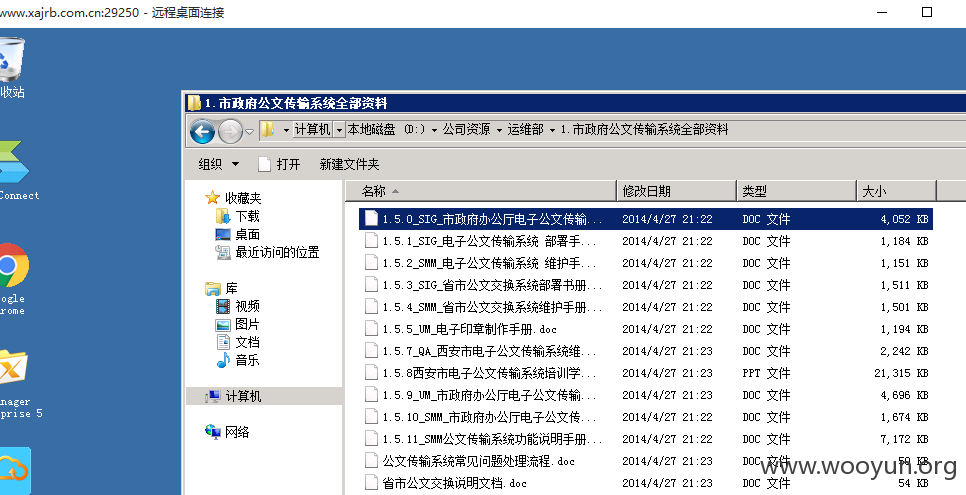 www.xajrb.com.cn:29250 - 远程桌面连接
收站
Connect
ogle
rome
nager
prise 5
1. 市政府公文传输系统全部资料
计算机 本地磁盘 (D:) 公司资源 运维部 1.市政府公文传输系统全部资料
组织 打开 新建文件夹
收藏夹
下载
桌面
最近访问的位置
库
视频
图片
文档
音乐
计算机
网络
名称 修改日期 类型 大小
1.5.0_SIG_市政府办公厅电子公文传输... 2014/4/27 21:22 DOC 文件 4,052 KB
1.5.1_SIG_电子公文传输系统 部署手... 2014/4/27 21:22 DOC 文件 1,184 KB
1.5.2_SMM_电子公文传输系统 维护手... 2014/4/27 21:22 DOC 文件 1,151 KB
1.5.3_SIG_省市公文交换系统部署书册... 2014/4/27 21:22 DOC 文件 1,511 KB
1.5.4_SMM_省市公文交换系统维护手册... 2014/4/27 21:22 DOC 文件 1,501 KB
1.5.5_UM_电子印章制作手册.doc 2014/4/27 21:22 DOC 文件 1,194 KB
1.5.7_QA_西安市电子公文传输系统维... 2014/4/27 21:23 DOC 文件 2,242 KB
1.5.8西安市电子公文传输系统培训学... 2014/4/27 21:23 PPT 文件 21,315 KB
1.5.9_UM_市政府办公厅电子公文传输... 2014/4/27 21:23 DOC 文件 4,696 KB
1.5.10_SMM_市政府办公厅电子公文传... 2014/4/27 21:23 DOC 文件 1,674 KB
1.5.11_SMM公文传输系统功能说明手册... 2014/4/27 21:23 DOC 文件 7,172 KB
公文传输系统常见问题处理流程.doc 2014/4/27 21:23 DOC 文件 59 KB
省市公文交换说明文档.doc 2014/4/27 21:23 DOC 文件 54 KB
www.wooyun.org